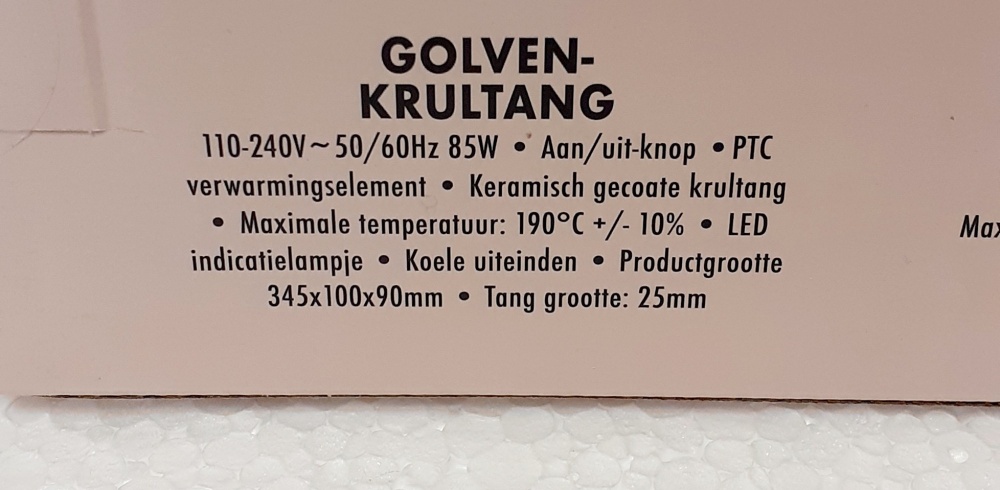 GOLVEN-
KRULTANG
110-240V~50/60Hz 85W • Aan/uit-knop • PTC
verwarmingselement • Keramisch gecoate krultang
• Maximale temperatuur: 190°C +/- 10% • LED
indicatielampje • Koele uiteinden • Productgrootte
345x100x90mm • Tang grootte: 25mm
Max